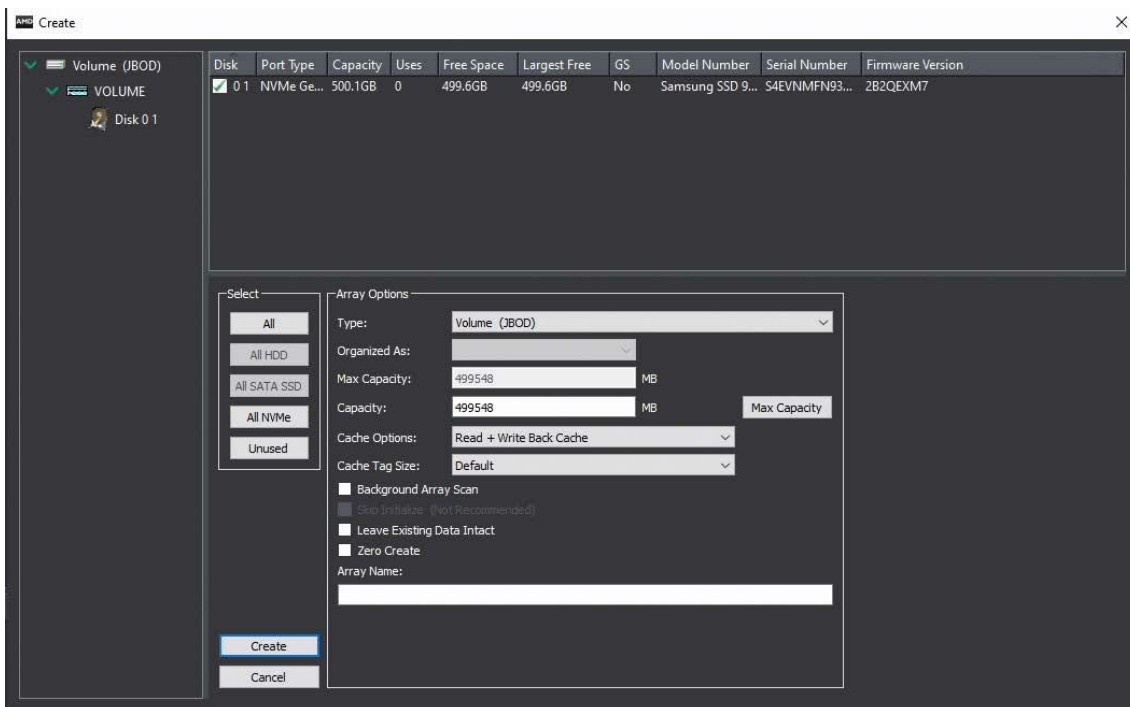 AMD Create
Volume (JBOD)
VOLUME
Disk 0 1
Disk Port Type Capacity Uses Free Space Largest Free GS Model Number Serial Number Firmware Version
0 1 NVMe Ge... 500.1GB 0 499.6GB 499.6GB No Samsung SSD 9... S4EVNMFN93... 2B2QEXM7
Select
All
All HDD
All SATA SSD
All NVMe
Unused
Create
Cancel
Array Options
Type: Volume (JBOD)
Organized As:
Max Capacity: 499548 MB
Capacity: 499548 MB Max Capacity
Cache Options: Read + Write Back Cache
Cache Tag Size: Default
Background Array Scan
Skip Initialize (Not Recommended)
Leave Existing Data Intact
Zero Create
Array Name: